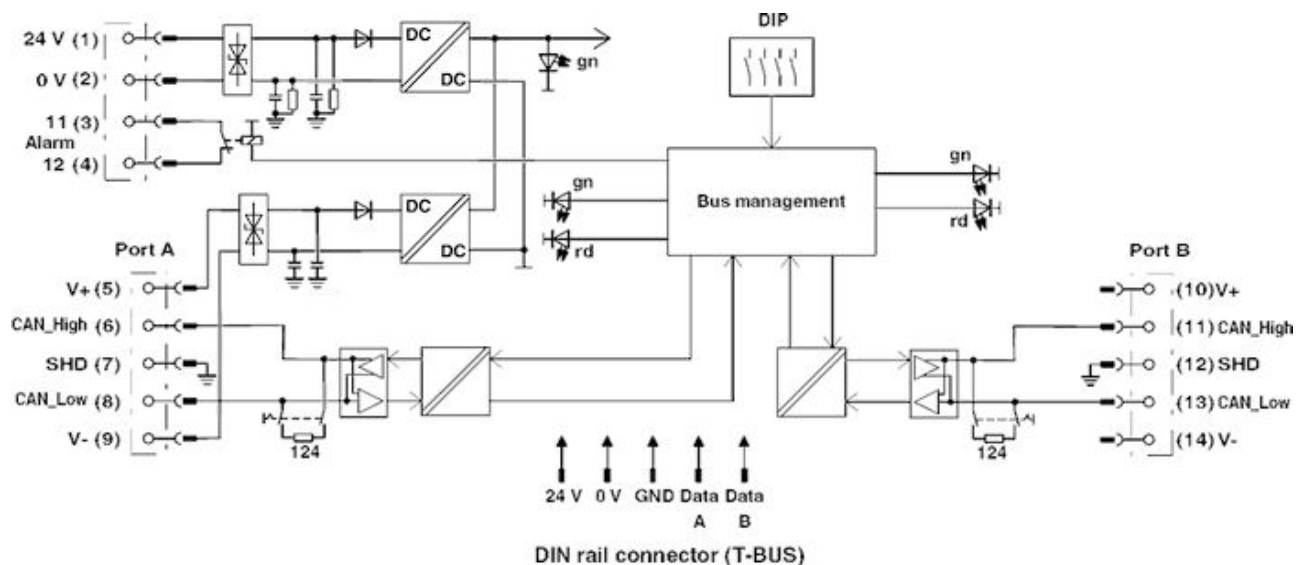 DIP
24 V (1)
0 V (2)
11 (3)
Alarm
12 (4)
DC
DC
gn
gn
rd
Bus management
gn
rd
DC
DC
Port A
V+ (5)
CAN_High (6)
SHD (7)
CAN_Low (8)
V- (9)
124
Port B
(10) V+
(11) CAN_High
(12) SHD
(13) CAN_Low
(14) V-
124
24 V 0 V GND Data Data
A B
DIN rail connector (T-BUS)